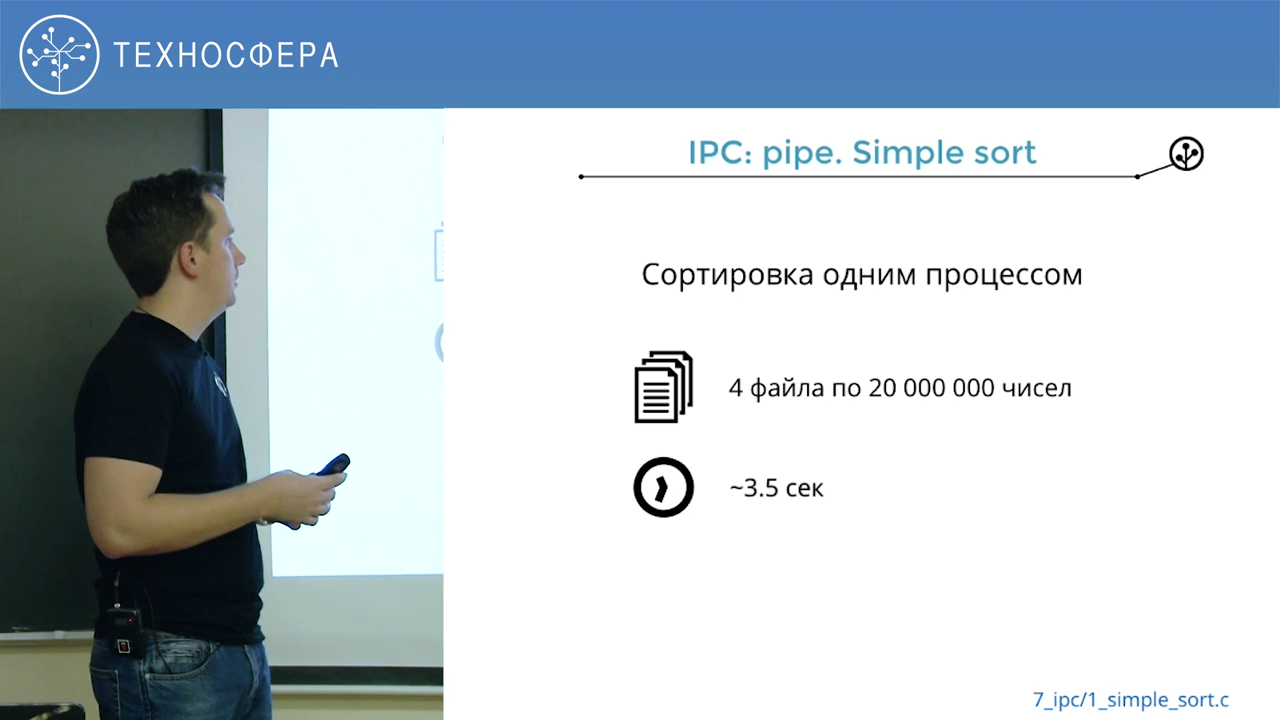 ТЕХНОСФЕРА
IPC: pipe. Simple sort
Сортировка одним процессом
4 файла по 20 000 000 чисел
~3.5 сек
7_ipc/1_simple_sort.c